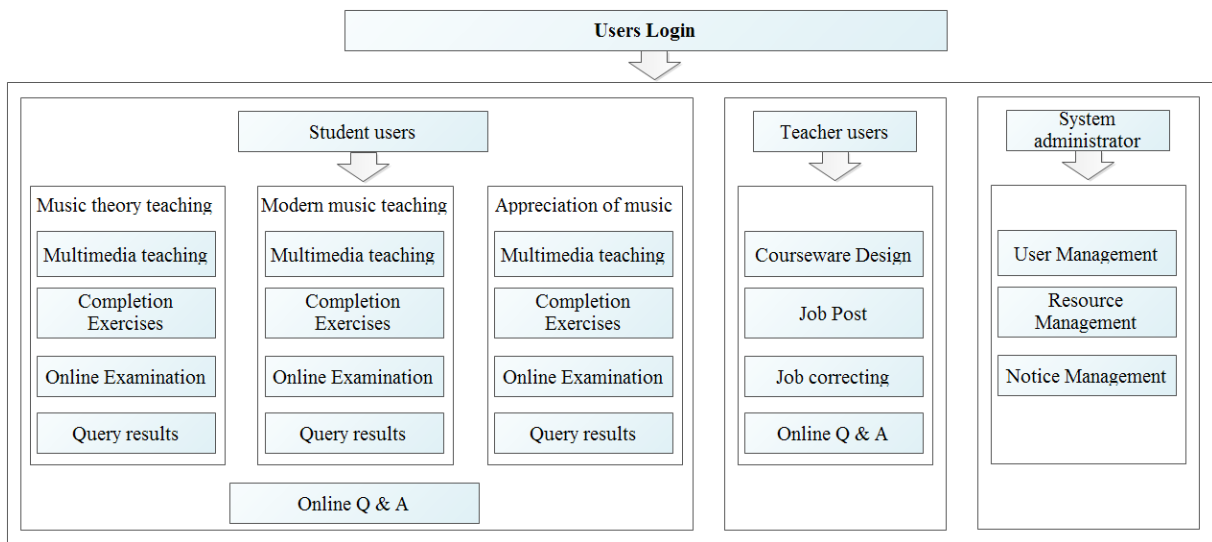 Users Login
Student users
Music theory teaching
Multimedia teaching
Completion
Exercises
Online Examination
Query results
Modern music teaching
Multimedia teaching
Completion
Exercises
Online Examination
Query results
Appreciation of music
Multimedia teaching
Completion
Exercises
Online Examination
Query results
Online Q & A
Teacher users
Courseware Design
Job Post
Job correcting
Online Q & A
System
administrator
User Management
Resource
Management
Notice Management